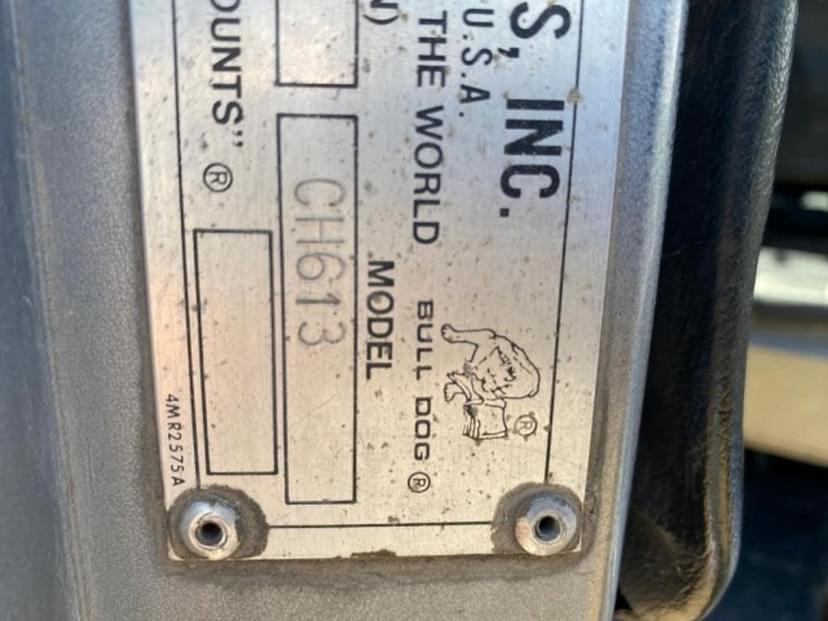 S, INC.
U.S.A.
THE WORLD BULL DOG®
®
N)
MODEL
CH613
OUNTS" ®
4MR2575A